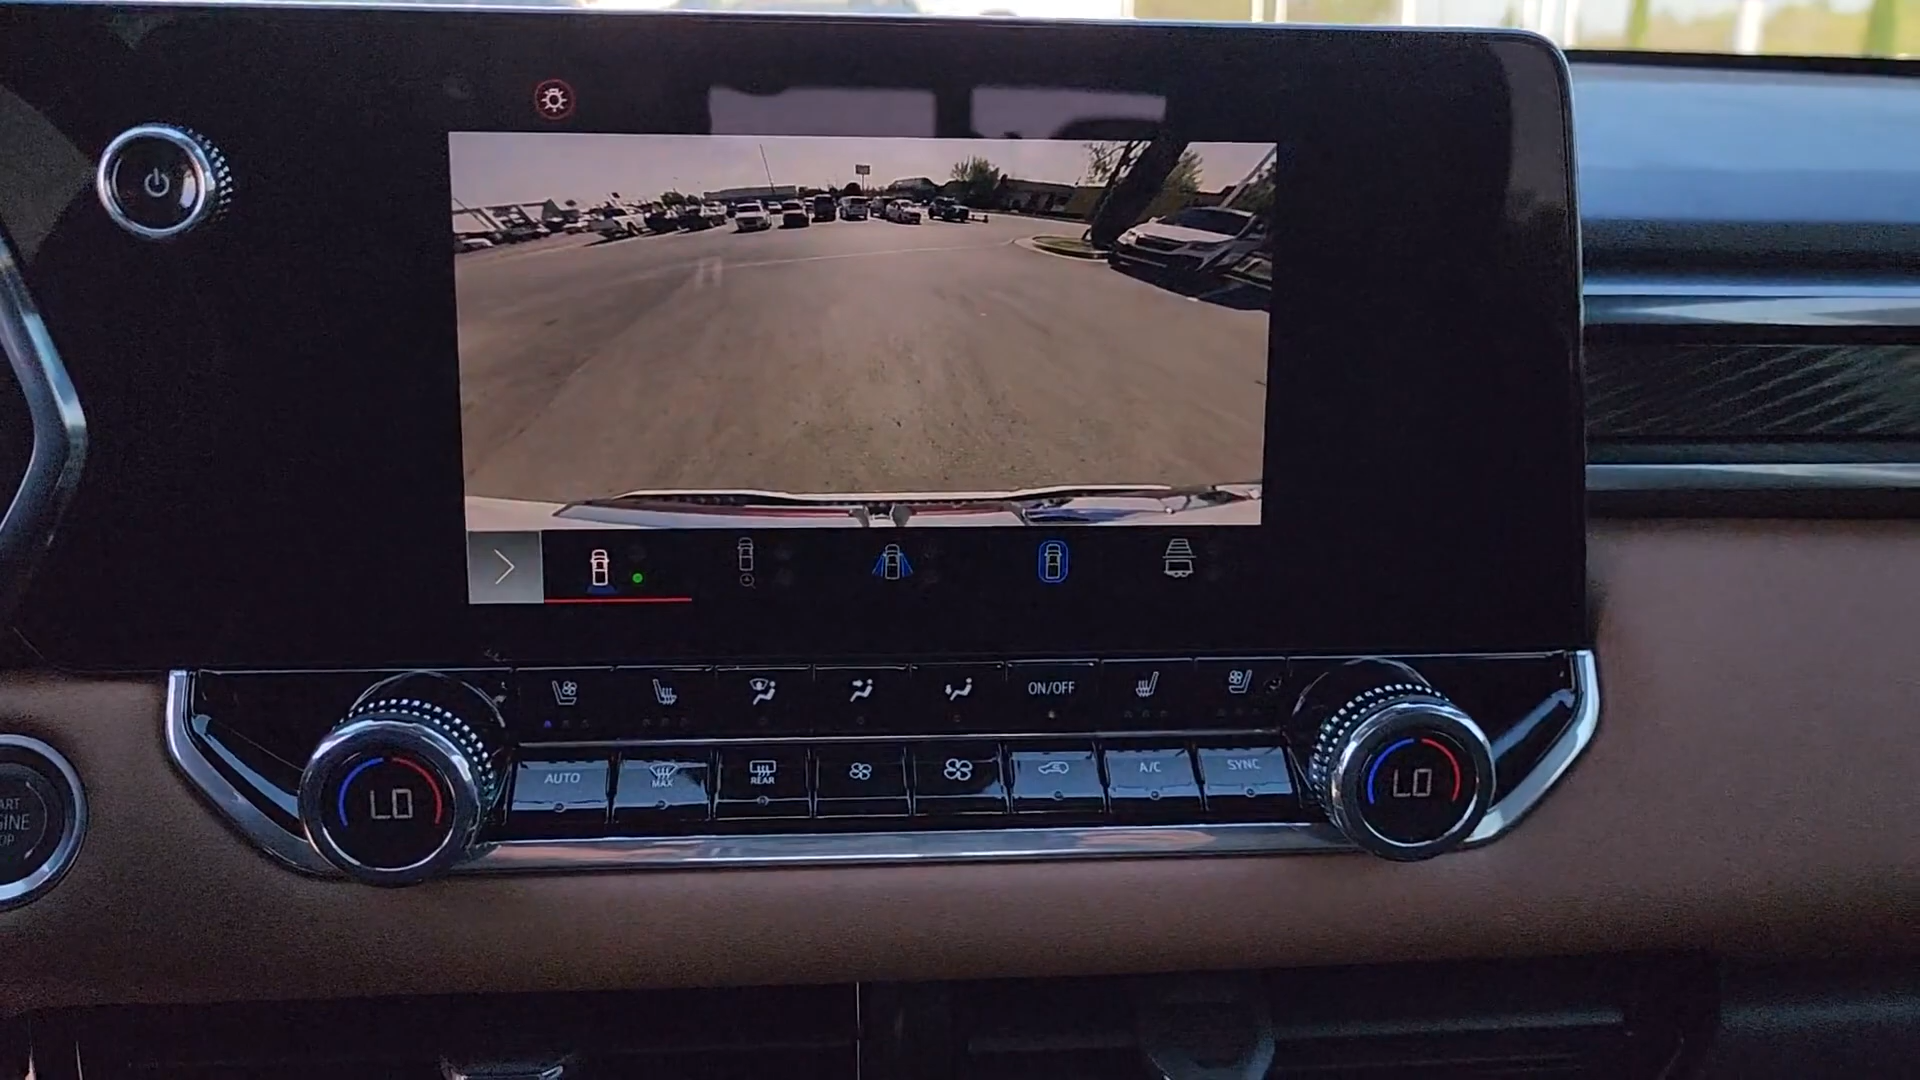 ON/OFF
AUTO
MAX
REAR
A/C
SYNC
LO
LO
ART
GINE
OP